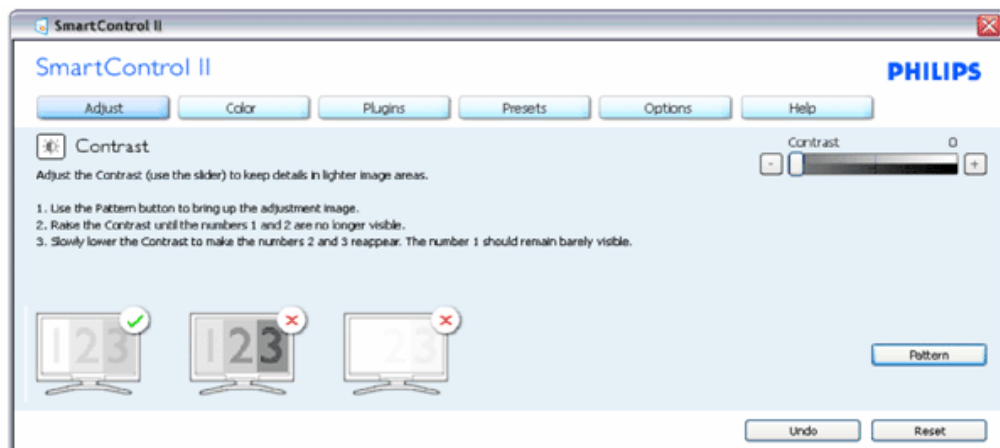 SmartControl II
SmartControl II
PHILIPS
Adjust Color Plugins Presets Options Help
Contrast
Contrast 0
- +
Adjust the Contrast (use the slider) to keep details in lighter image areas.
1. Use the Pattern button to bring up the adjustment image.
2. Raise the Contrast until the numbers 1 and 2 are no longer visible.
3. Slowly lower the Contrast to make the numbers 2 and 3 reappear. The number 1 should remain barely visible.
123 123 23
Pattern
Undo Reset